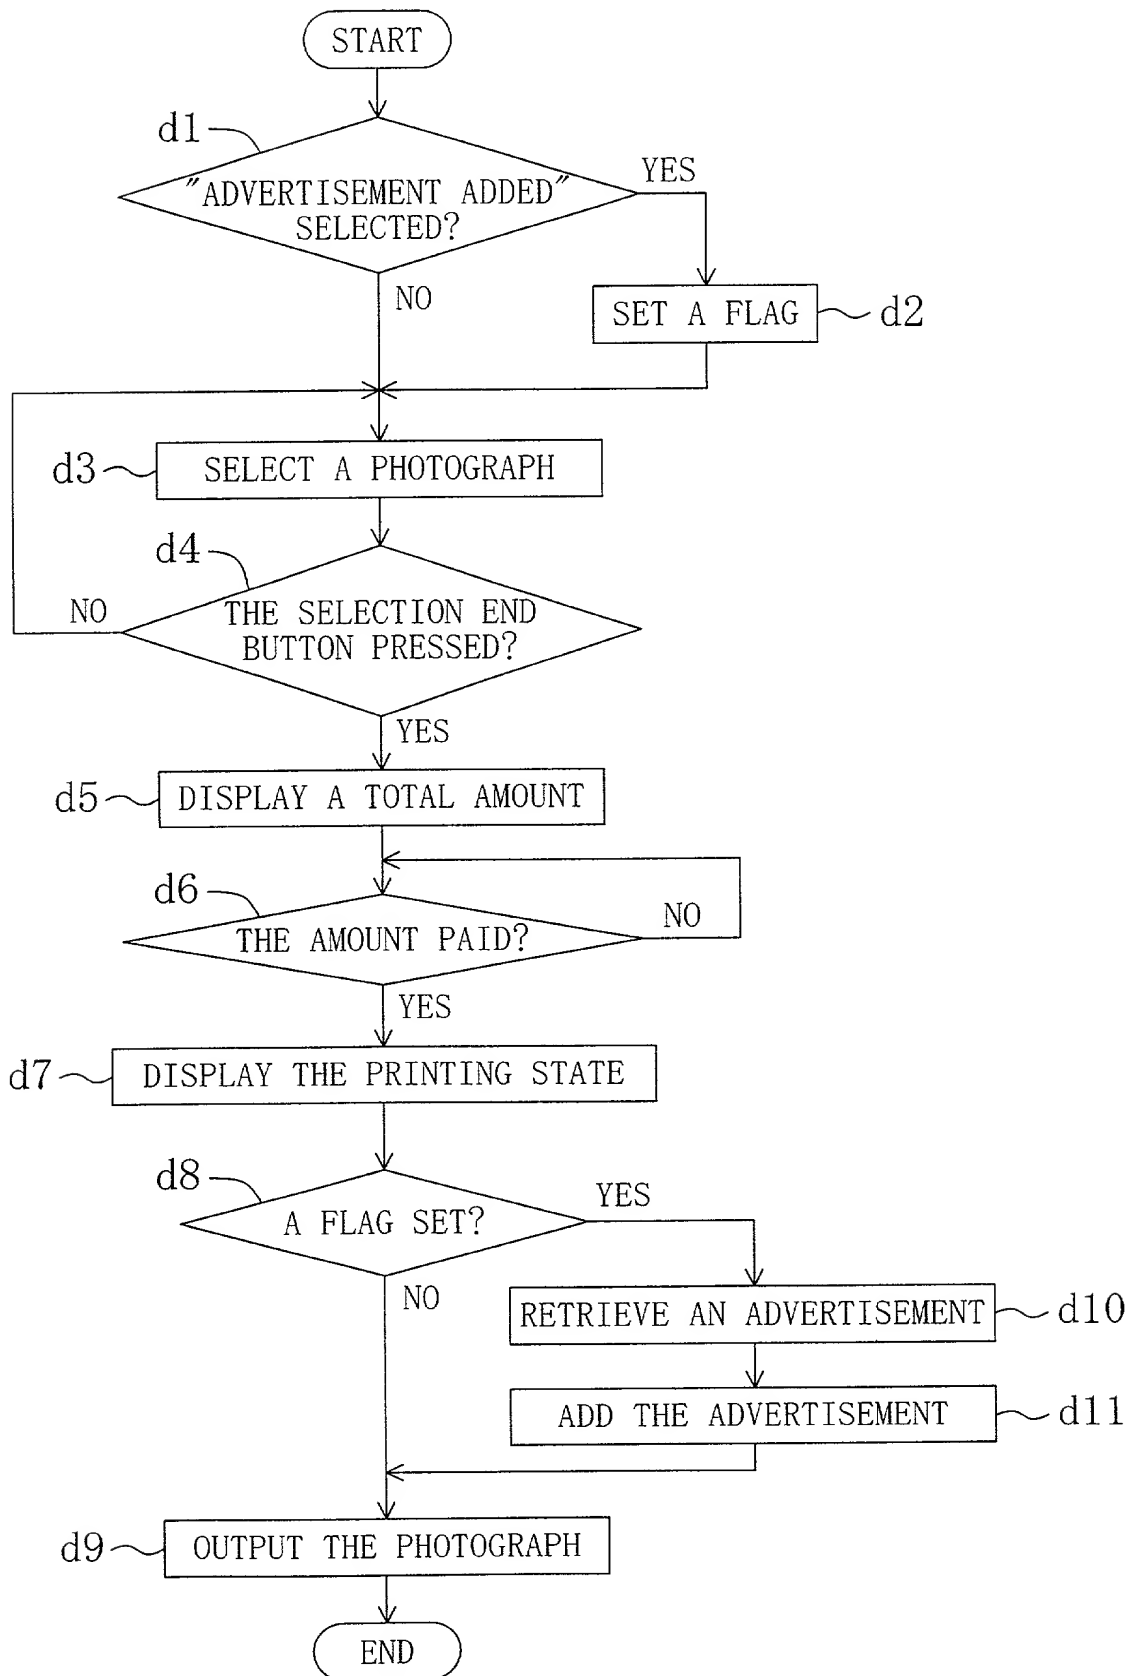 START
d1
"ADVERTISEMENT ADDED"
SELECTED?
YES
NO
SET A FLAG
d2
d3
SELECT A PHOTOGRAPH
d4
THE SELECTION END
BUTTON PRESSED?
NO
YES
d5
DISPLAY A TOTAL AMOUNT
d6
THE AMOUNT PAID?
NO
YES
d7
DISPLAY THE PRINTING STATE
d8
A FLAG SET?
YES
NO
RETRIEVE AN ADVERTISEMENT
d10
ADD THE ADVERTISEMENT
d11
d9
OUTPUT THE PHOTOGRAPH
END